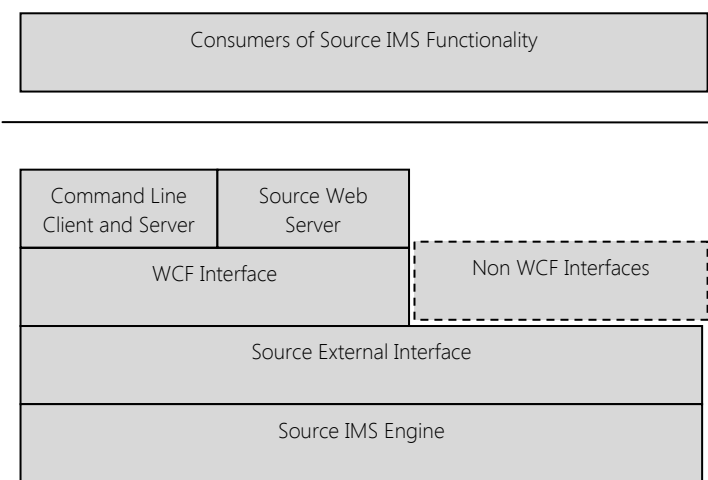 Consumers of Source IMS Functionality
Command Line
Client and Server
Source Web
Server
WCF Interface
Non WCF Interfaces
Source External Interface
Source IMS Engine